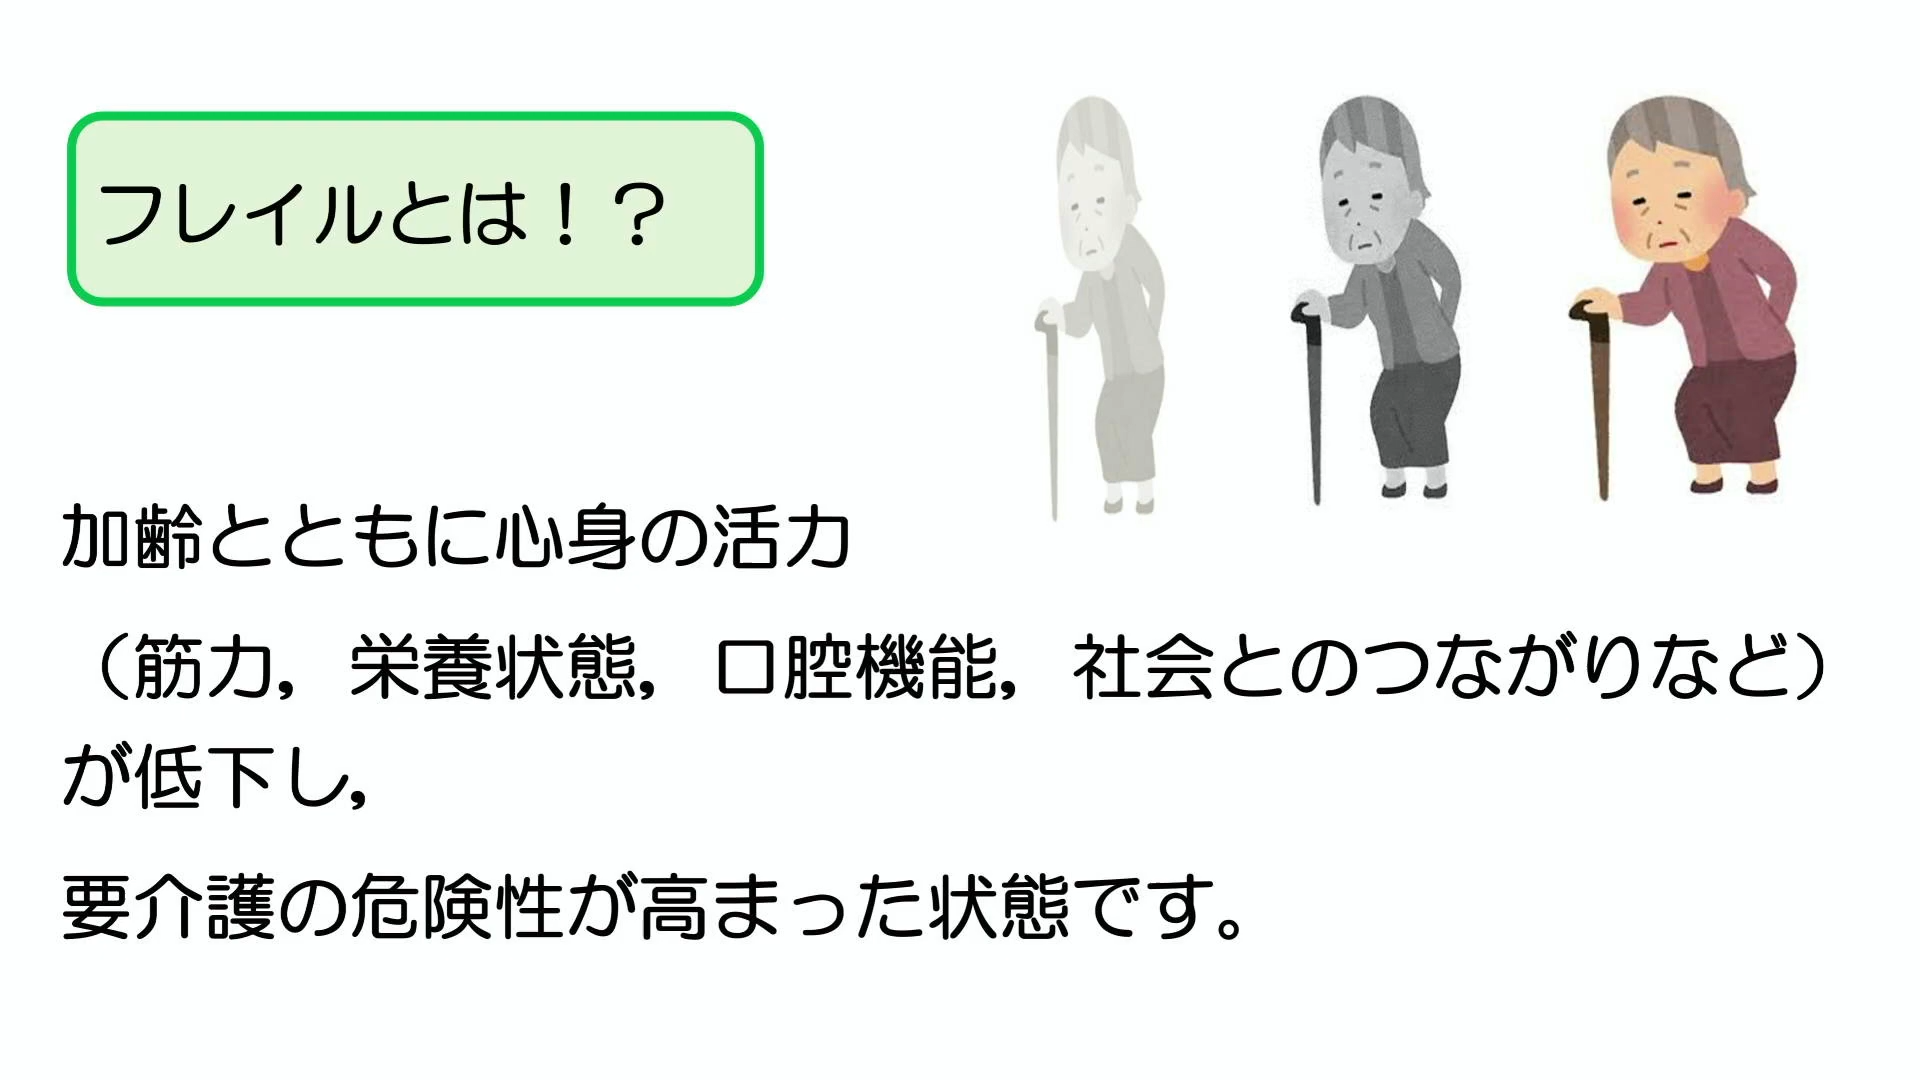 フレイルとは！？
加齢とともに心身の活力
（筋力，栄養状態，口腔機能，社会とのつながりなど）
が低下し，
要介護の危険性が高まった状態です。